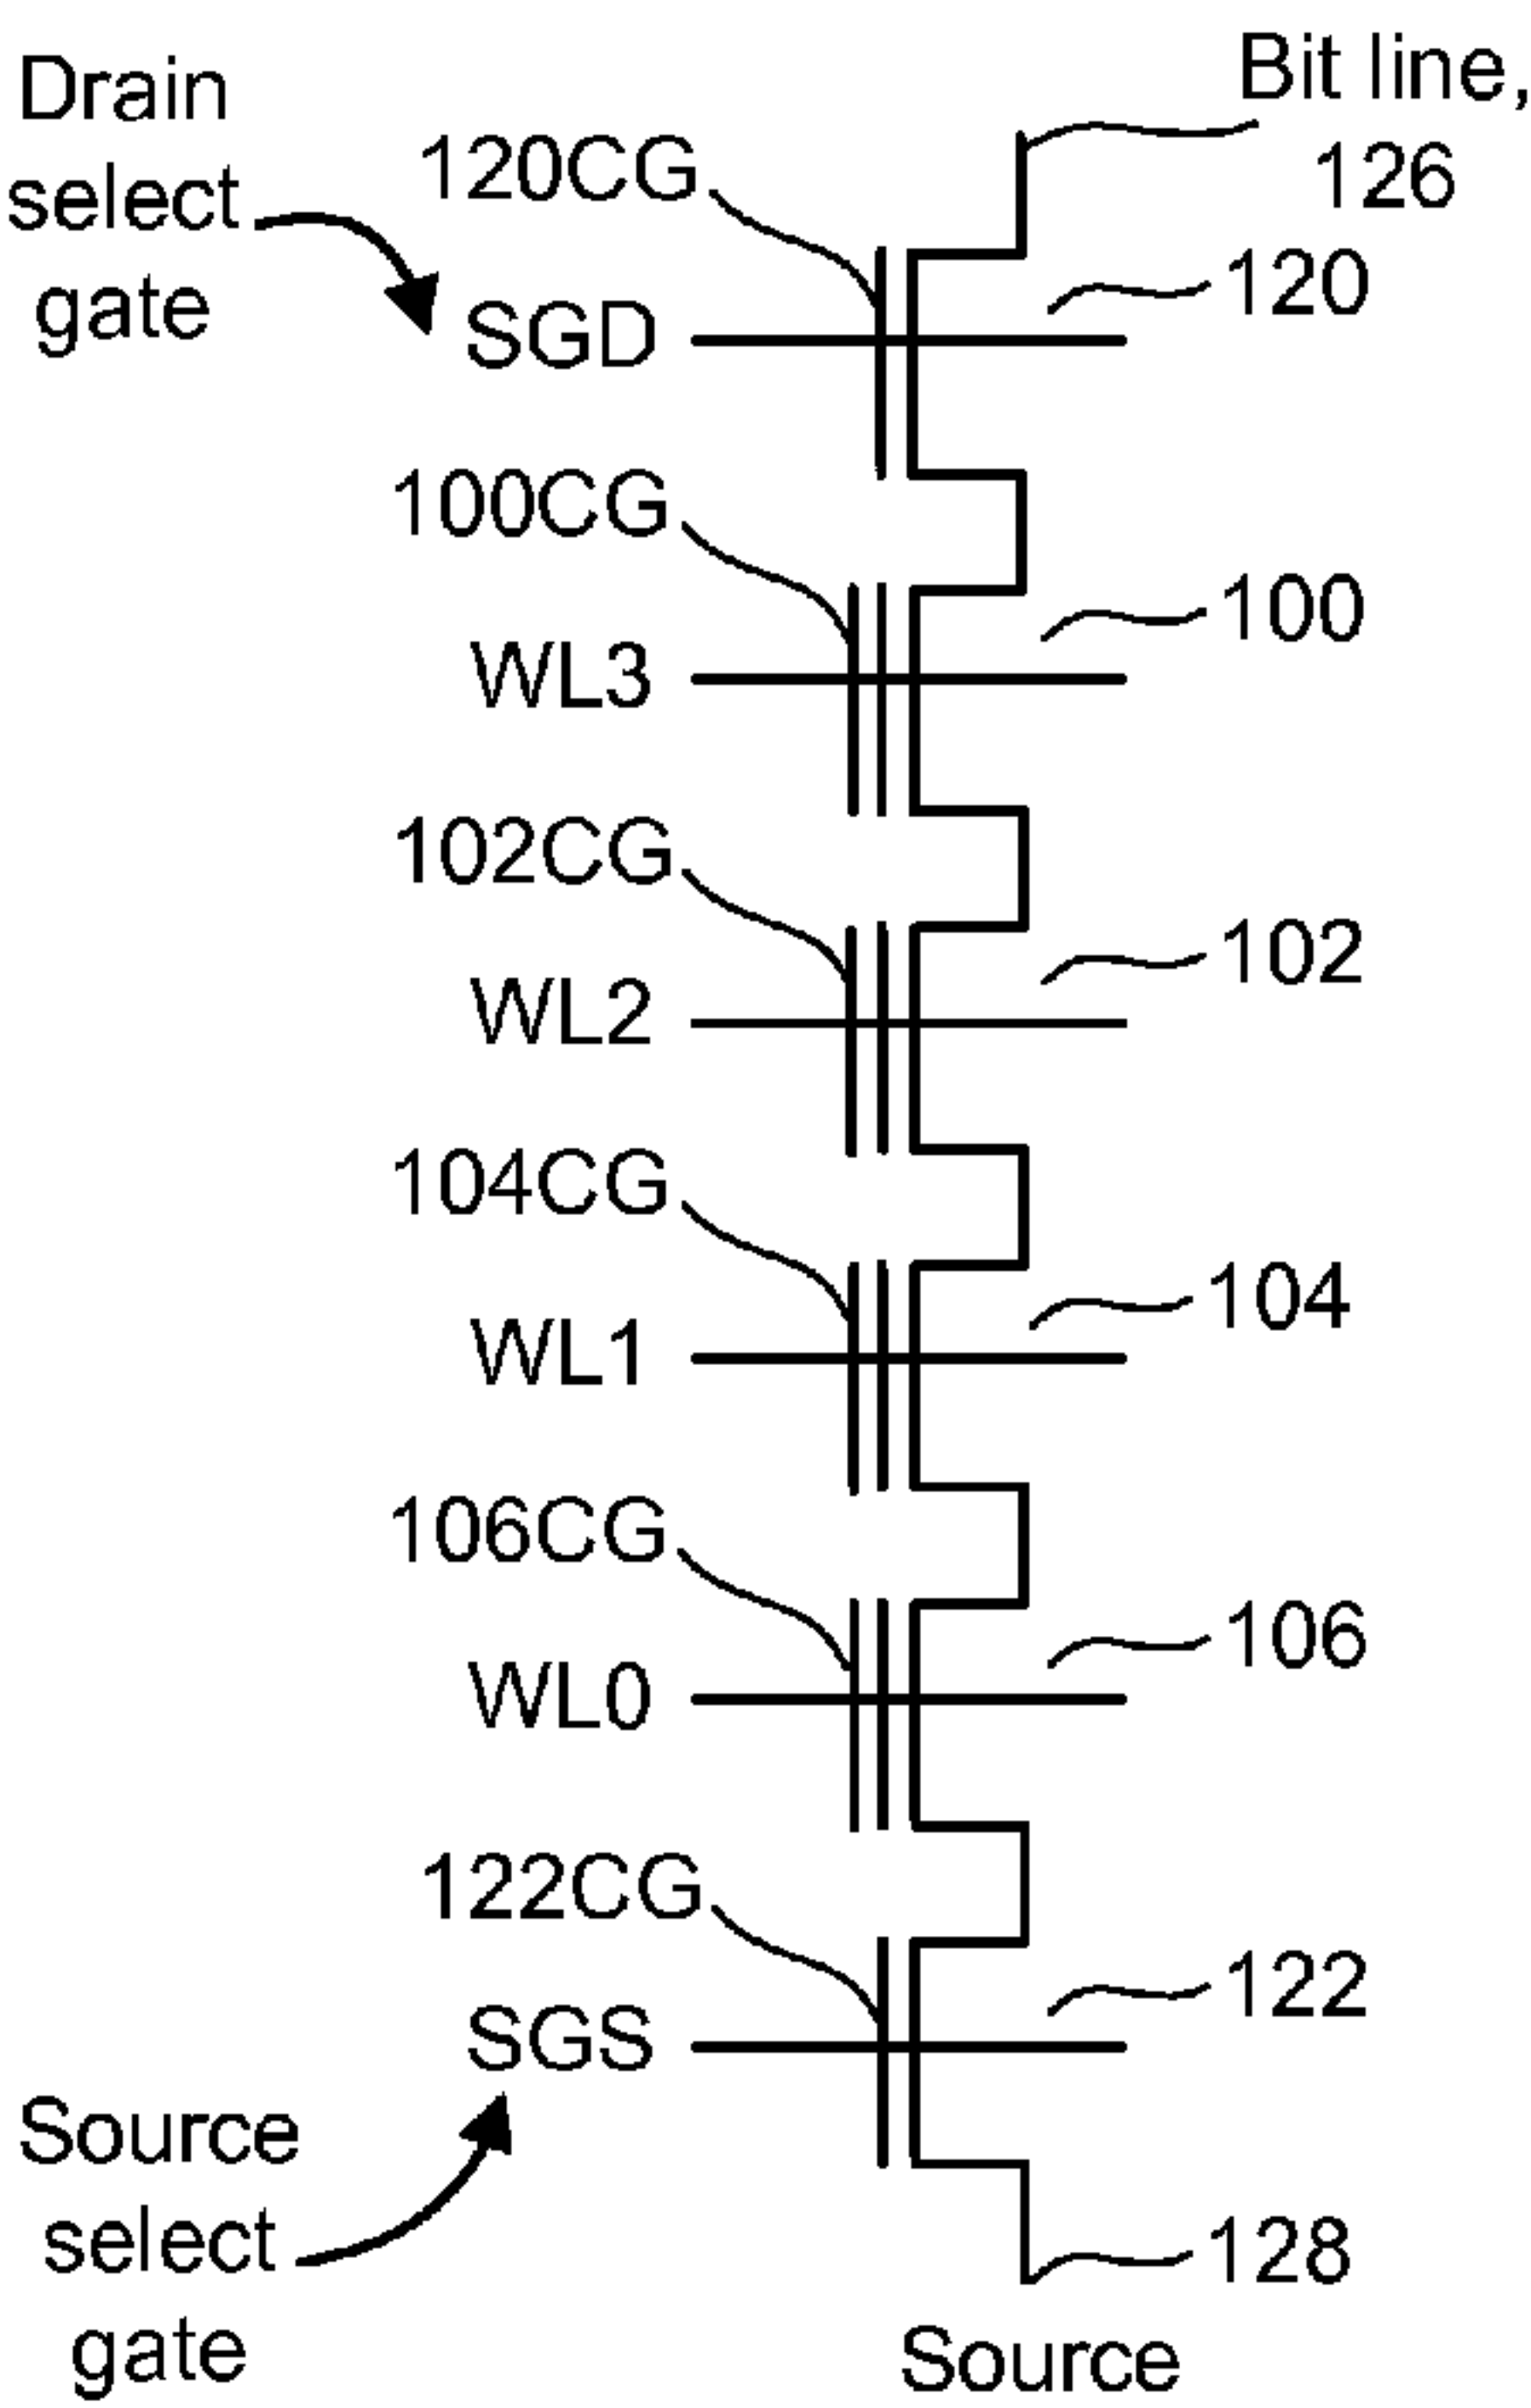 Drain
select
gate
Bit line,
126
120CG
120
SGD
100CG
100
WL3
102CG
102
WL2
104CG
104
WL1
106CG
106
WL0
122CG
122
SGS
Source
select
gate
128
Source